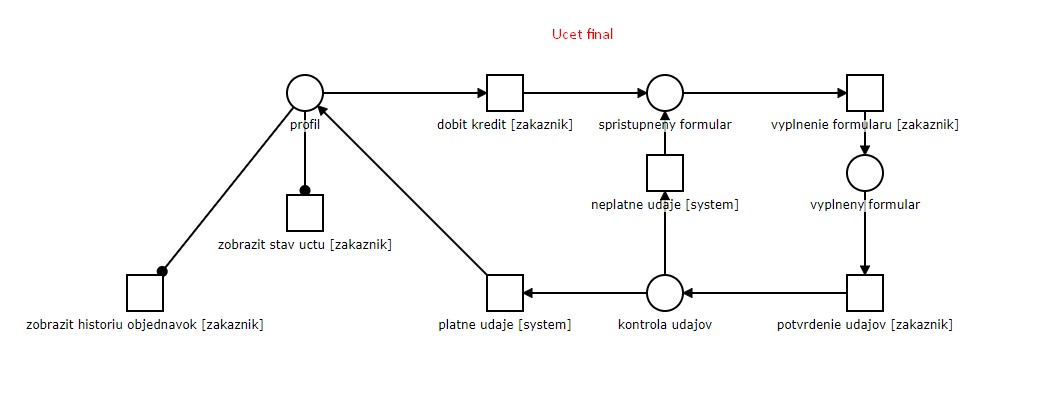 Ucet final
profil
dobit kredit [zakaznik]
spristupneny formular
vyplnenie formularu [zakaznik]
neplatne udaje [system]
vyplneny formular
zobrazit stav uctu [zakaznik]
zobrazit historiu objednavok [zakaznik]
platne udaje [system]
kontrola udajov
potvrdenie udajov [zakaznik]